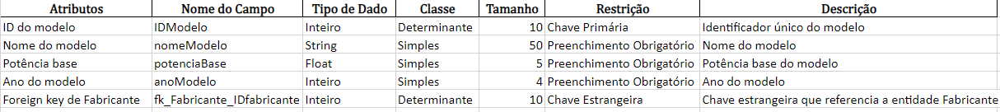 Atributos Nome do Campo Tipo de Dado Classe Tamanho Restrição Descrição
ID do modelo IDModelo Inteiro Determinante 10 Chave Primária Identificador único do modelo
Nome do modelo nomeModelo String Simples 50 Preenchimento Obrigatório Nome do modelo
Potência base potenciaBase Float Simples 5 Preenchimento Obrigatório Potência base do modelo
Ano do modelo anoModelo Inteiro Simples 4 Preenchimento Obrigatório Ano do modelo
Foreign key de Fabricante fk_Fabricante_IDfabricante Inteiro Determinante 10 Chave Estrangeira Chave estrangeira que referencia a entidade Fabricante